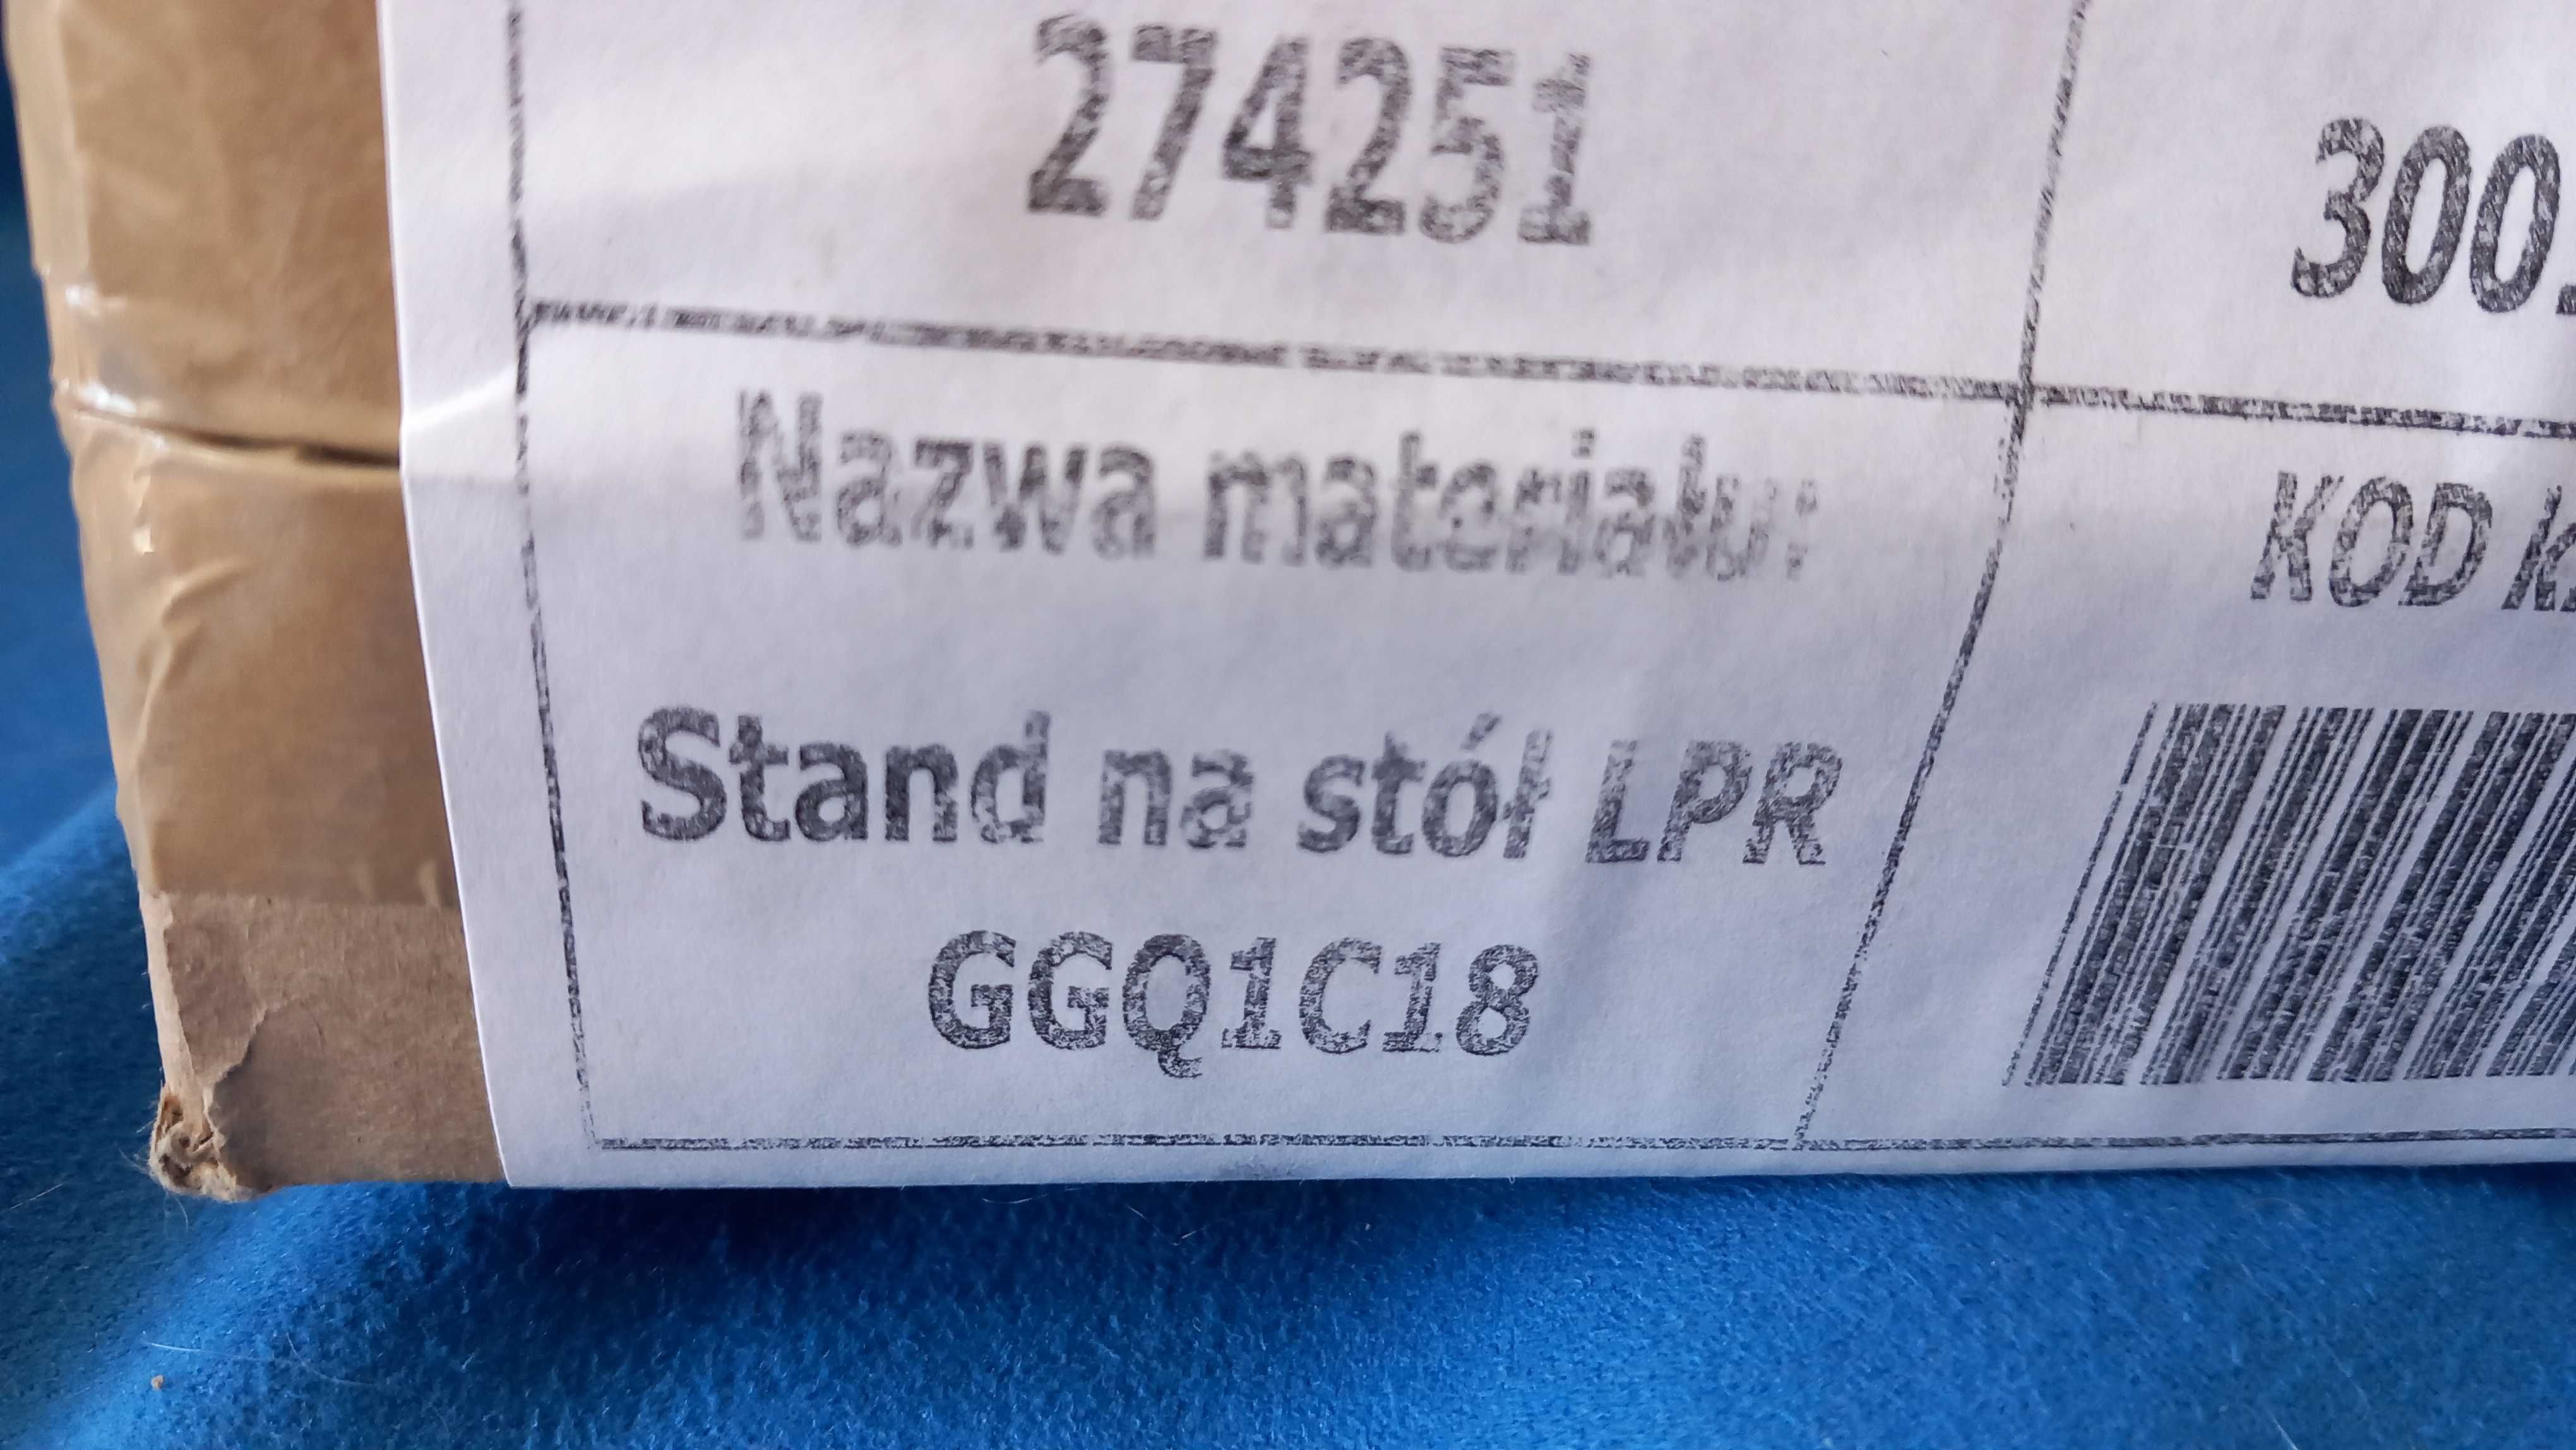 274251
300.
Nazwa materiału:
KOD K
Stand na stół LPR
GGQ1C18